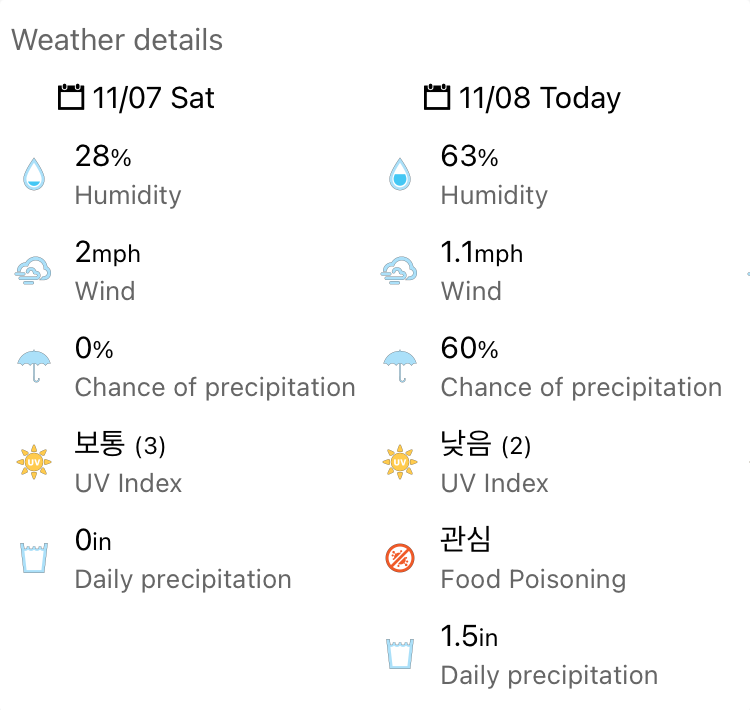 Weather details
11/07 Sat
28%
Humidity
2mph
Wind
0%
Chance of precipitation
보통 (3)
UV
UV Index
0in
Daily precipitation
11/08 Today
63%
Humidity
1.1mph
Wind
60%
Chance of precipitation
낮음 (2)
UV
UV Index
관심
Food Poisoning
1.5in
Daily precipitation